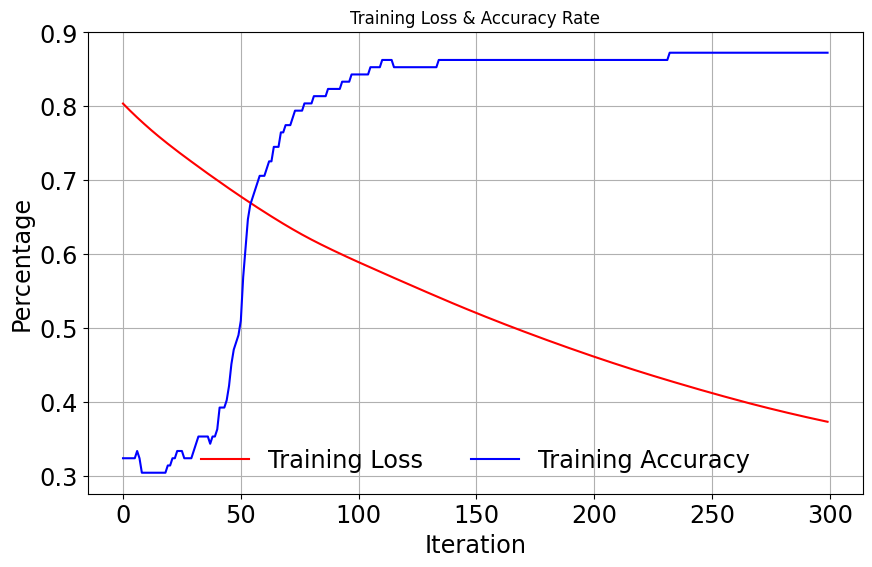 Training Loss & Accuracy Rate
0.9
0.8
0.7
0.6
0.5
0.4
0.3
Percentage
Training Loss
Training Accuracy
0 50 100 150 200 250 300
Iteration